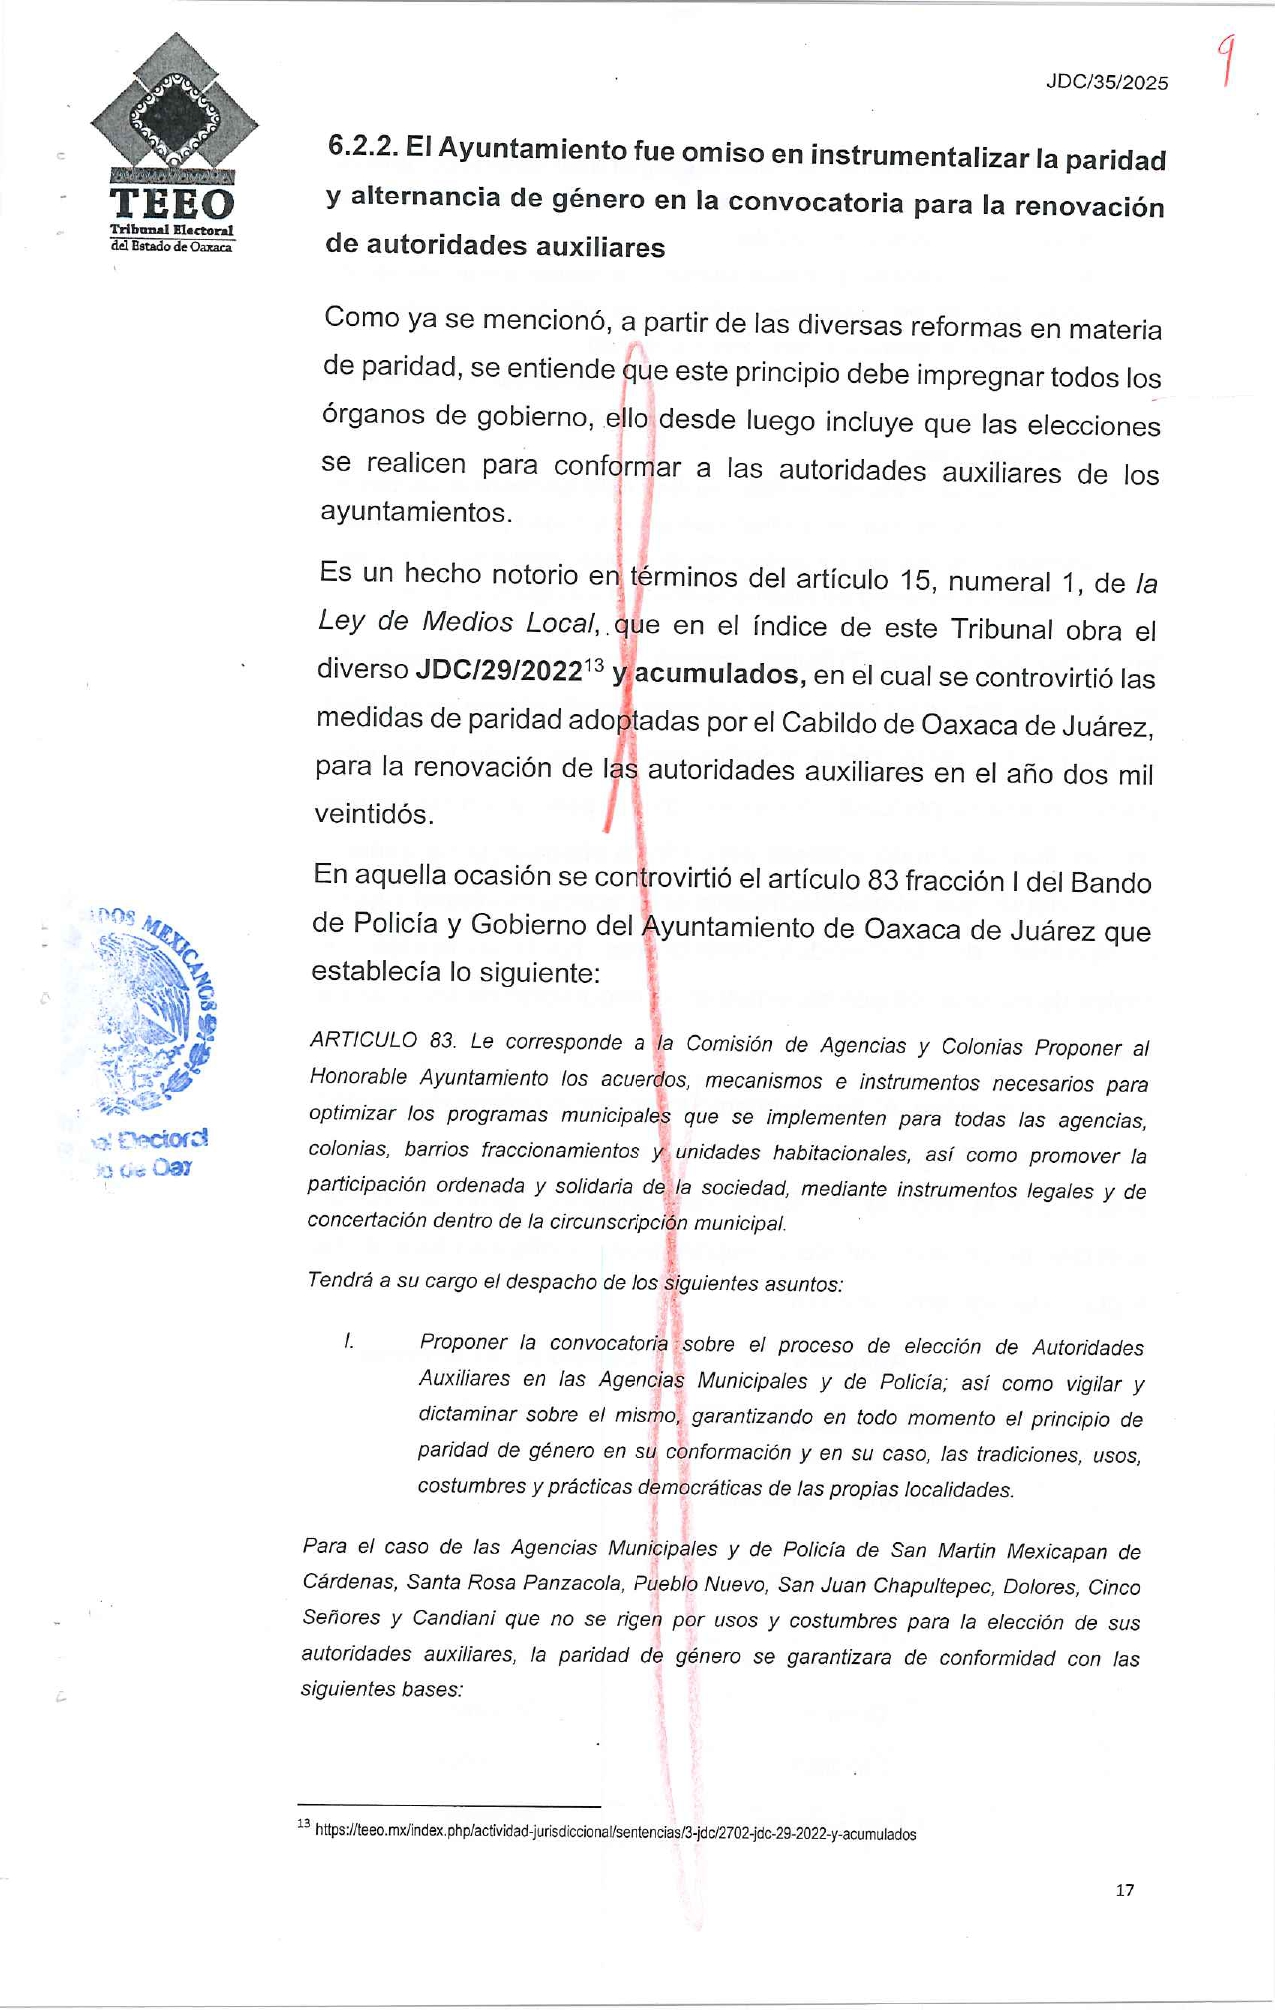 9
JDC/35/2025
TEEO
Tribunal Electoral
del Estado de Oaxaca
6.2.2. El Ayuntamiento fue omiso en instrumentalizar la paridad
y alternancia de género en la convocatoria para la renovación
de autoridades auxiliares
Como ya se mencionó, a partir de las diversas reformas en materia
de paridad, se entiende que este principio debe impregnar todos los
órganos de gobierno, ello desde luego incluye que las elecciones
se realicen para conformar a las autoridades auxiliares de los
ayuntamientos.
Es un hecho notorio en términos del artículo 15, numeral 1, de la
Ley de Medios Local, que en el índice de este Tribunal obra el
diverso JDC/29/2022¹³ y acumulados, en el cual se controvirtió las
medidas de paridad adoptadas por el Cabildo de Oaxaca de Juárez,
para la renovación de las autoridades auxiliares en el año dos mil
veintidós.
En aquella ocasión se controvirtió el artículo 83 fracción I del Bando
de Policía y Gobierno del Ayuntamiento de Oaxaca de Juárez que
establecía lo siguiente:
ARTICULO 83. Le corresponde a la Comisión de Agencias y Colonias Proponer al
Honorable Ayuntamiento los acuerdos, mecanismos e instrumentos necesarios para
optimizar los programas municipales que se implementen para todas las agencias,
colonias, barrios fraccionamientos y unidades habitacionales, así como promover la
participación ordenada y solidaria de la sociedad, mediante instrumentos legales y de
concertación dentro de la circunscripción municipal.
Tendrá a su cargo el despacho de los siguientes asuntos:
I. Proponer la convocatoria sobre el proceso de elección de Autoridades
Auxiliares en las Agencias Municipales y de Policía; así como vigilar y
dictaminar sobre el mismo, garantizando en todo momento el principio de
paridad de género en su conformación y en su caso, las tradiciones, usos,
costumbres y prácticas democráticas de las propias localidades.
Para el caso de las Agencias Municipales y de Policía de San Martin Mexicapan de
Cárdenas, Santa Rosa Panzacola, Pueblo Nuevo, San Juan Chapultepec, Dolores, Cinco
Señores y Candiani que no se rigen por usos y costumbres para la elección de sus
autoridades auxiliares, la paridad de género se garantizara de conformidad con las
siguientes bases:
¹³ https://teeo.mx/index.php/actividad-jurisdiccional/sentencias/3-jdc/2702-jdc-29-2022-y-acumulados
17
MEXICANOS